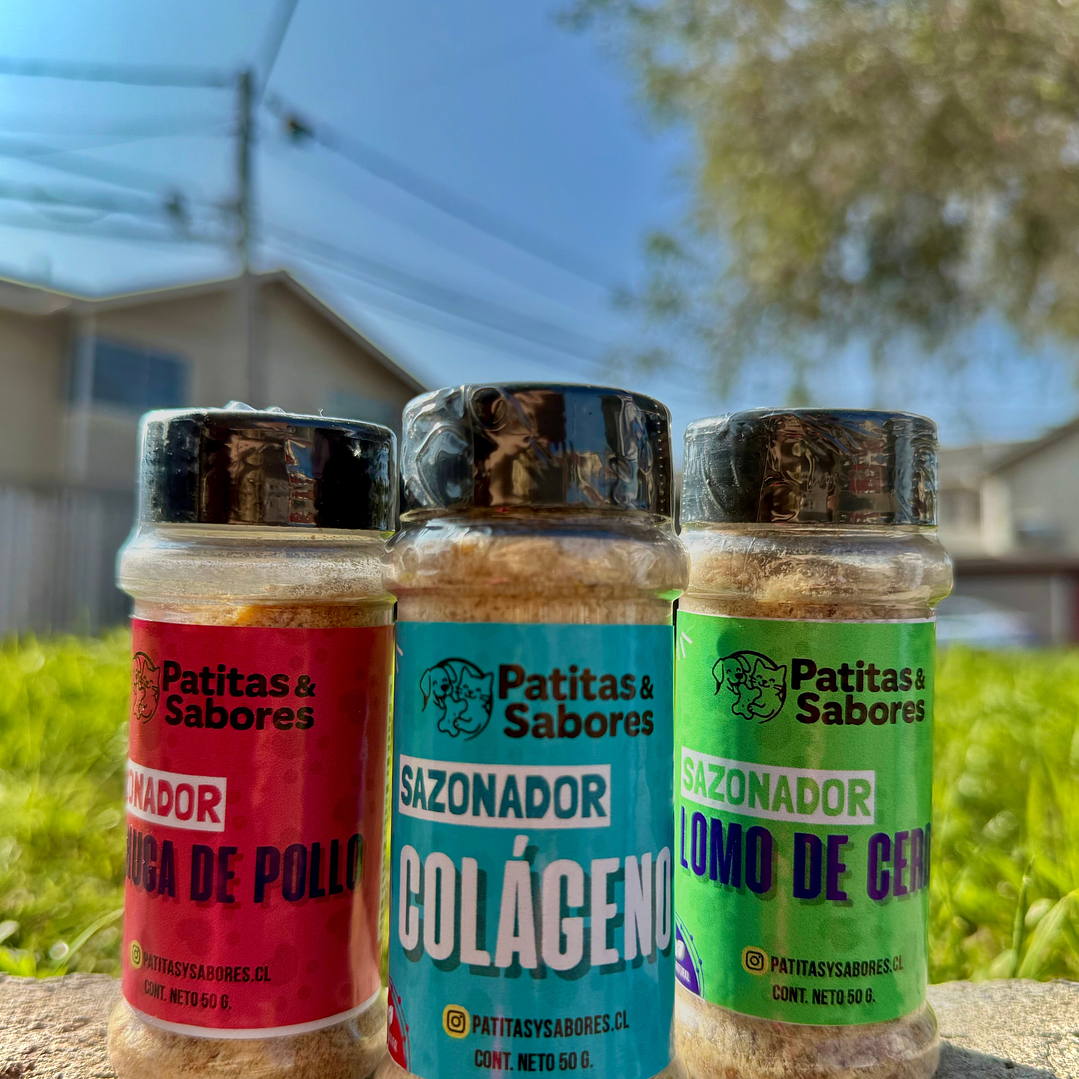 Patitas &
Sabores
ONADOR
UGA DE POLLO
PATITASYSABORES.CL
CONT. NETO 50 G.
Patitas &
Sabores
SAZONADOR
COLÁGENO
PATITASYSABORES.CL
CONT. NETO 50 G.
Patitas &
Sabores
SAZONADOR
LOMO DE CER
PATITASYSABORES.CL
CONT. NETO 50 G.